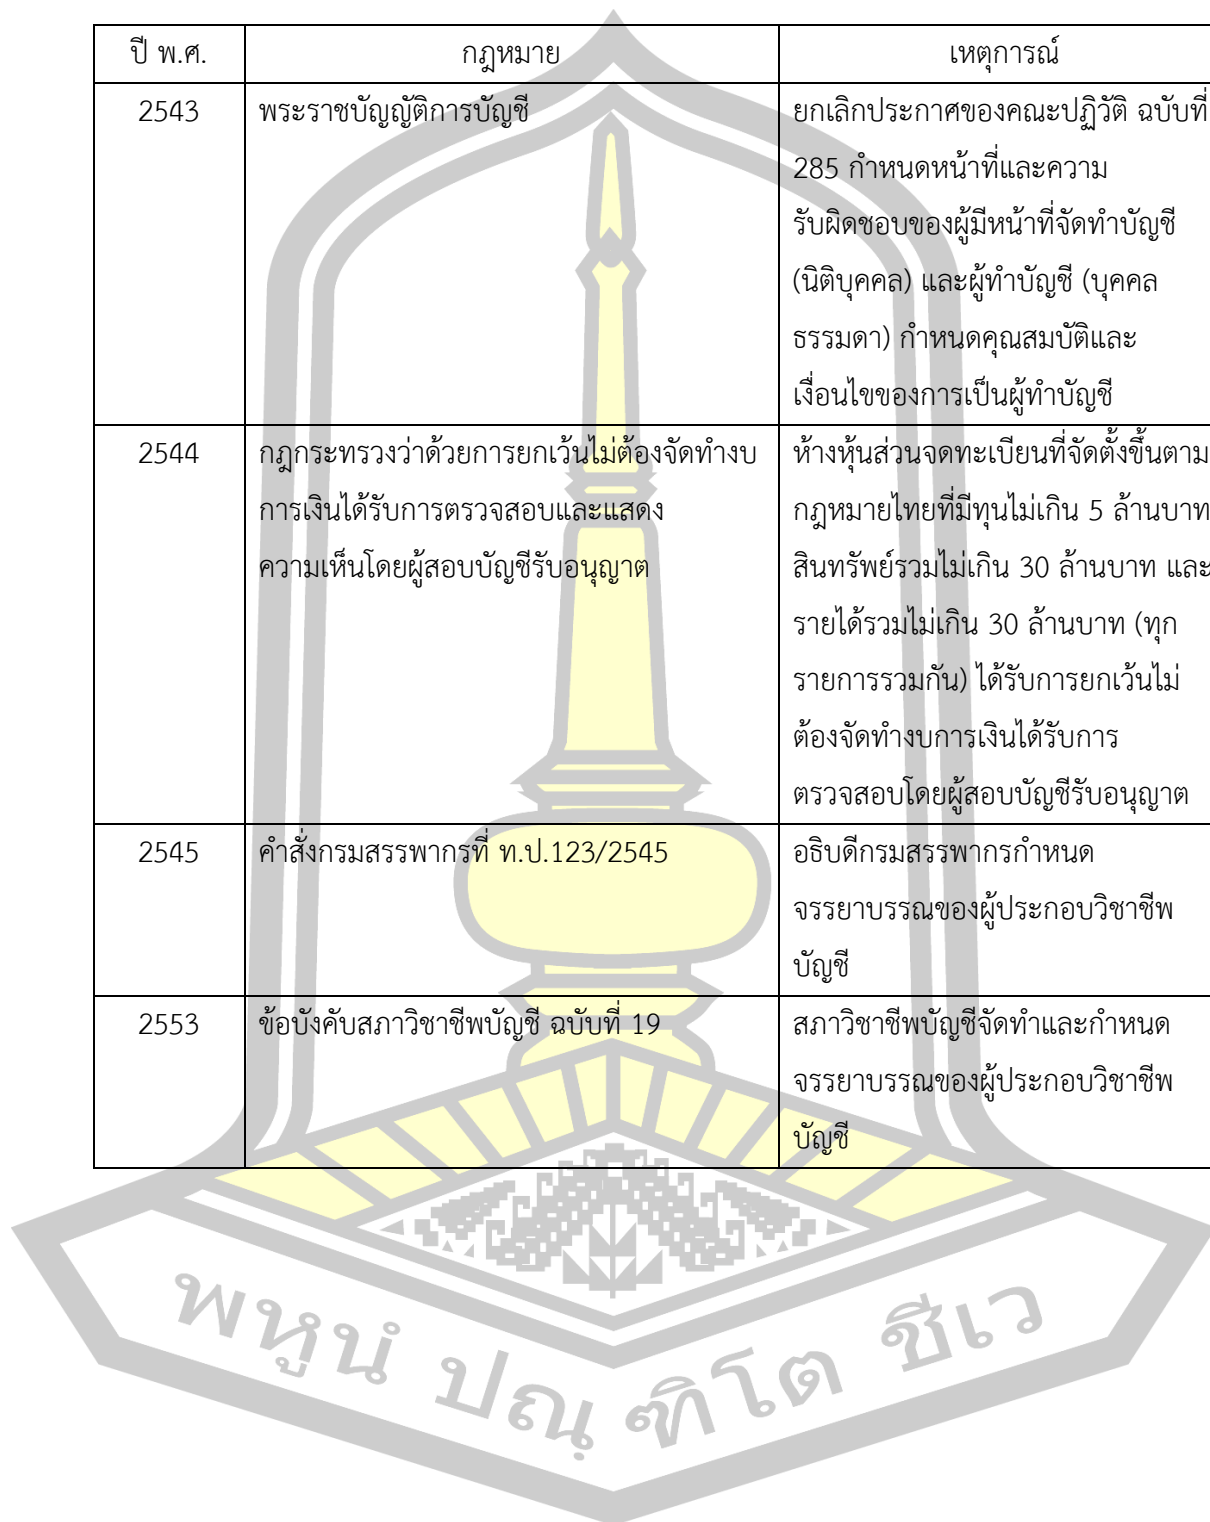 ปี พ.ศ. กฎหมาย เหตุการณ์
2543 พระราชบัญญัติการบัญชี ยกเลิกประกาศของคณะปฏิวัติ ฉบับที่
285 กำหนดหน้าที่และความ
รับผิดชอบของผู้มีหน้าที่จัดทำบัญชี
(นิติบุคคล) และผู้ทำบัญชี (บุคคล
ธรรมดา) กำหนดคุณสมบัติและ
เงื่อนไขของการเป็นผู้ทำบัญชี
2544 กฎกระทรวงว่าด้วยการยกเว้นไม่ต้องจัดทำงบ ห้างหุ้นส่วนจดทะเบียนที่จัดตั้งขึ้นตาม
การเงินได้รับการตรวจสอบและแสดง กฎหมายไทยที่มีทุนไม่เกิน 5 ล้านบาท
ความเห็นโดยผู้สอบบัญชีรับอนุญาต สินทรัพย์รวมไม่เกิน 30 ล้านบาท และ
รายได้รวมไม่เกิน 30 ล้านบาท (ทุก
รายการรวมกัน) ได้รับการยกเว้นไม่
ต้องจัดทำงบการเงินได้รับการ
ตรวจสอบโดยผู้สอบบัญชีรับอนุญาต
2545 คำสั่งกรมสรรพากรที่ ท.ป.123/2545 อธิบดีกรมสรรพากรกำหนด
จรรยาบรรณของผู้ประกอบวิชาชีพ
บัญชี
2553 ข้อบังคับสภาวิชาชีพบัญชี ฉบับที่ 19 สภาวิชาชีพบัญชีจัดทำและกำหนด
จรรยาบรรณของผู้ประกอบวิชาชีพ
บัญชี
พหูนํ ปณฺฑิโต ชีเว